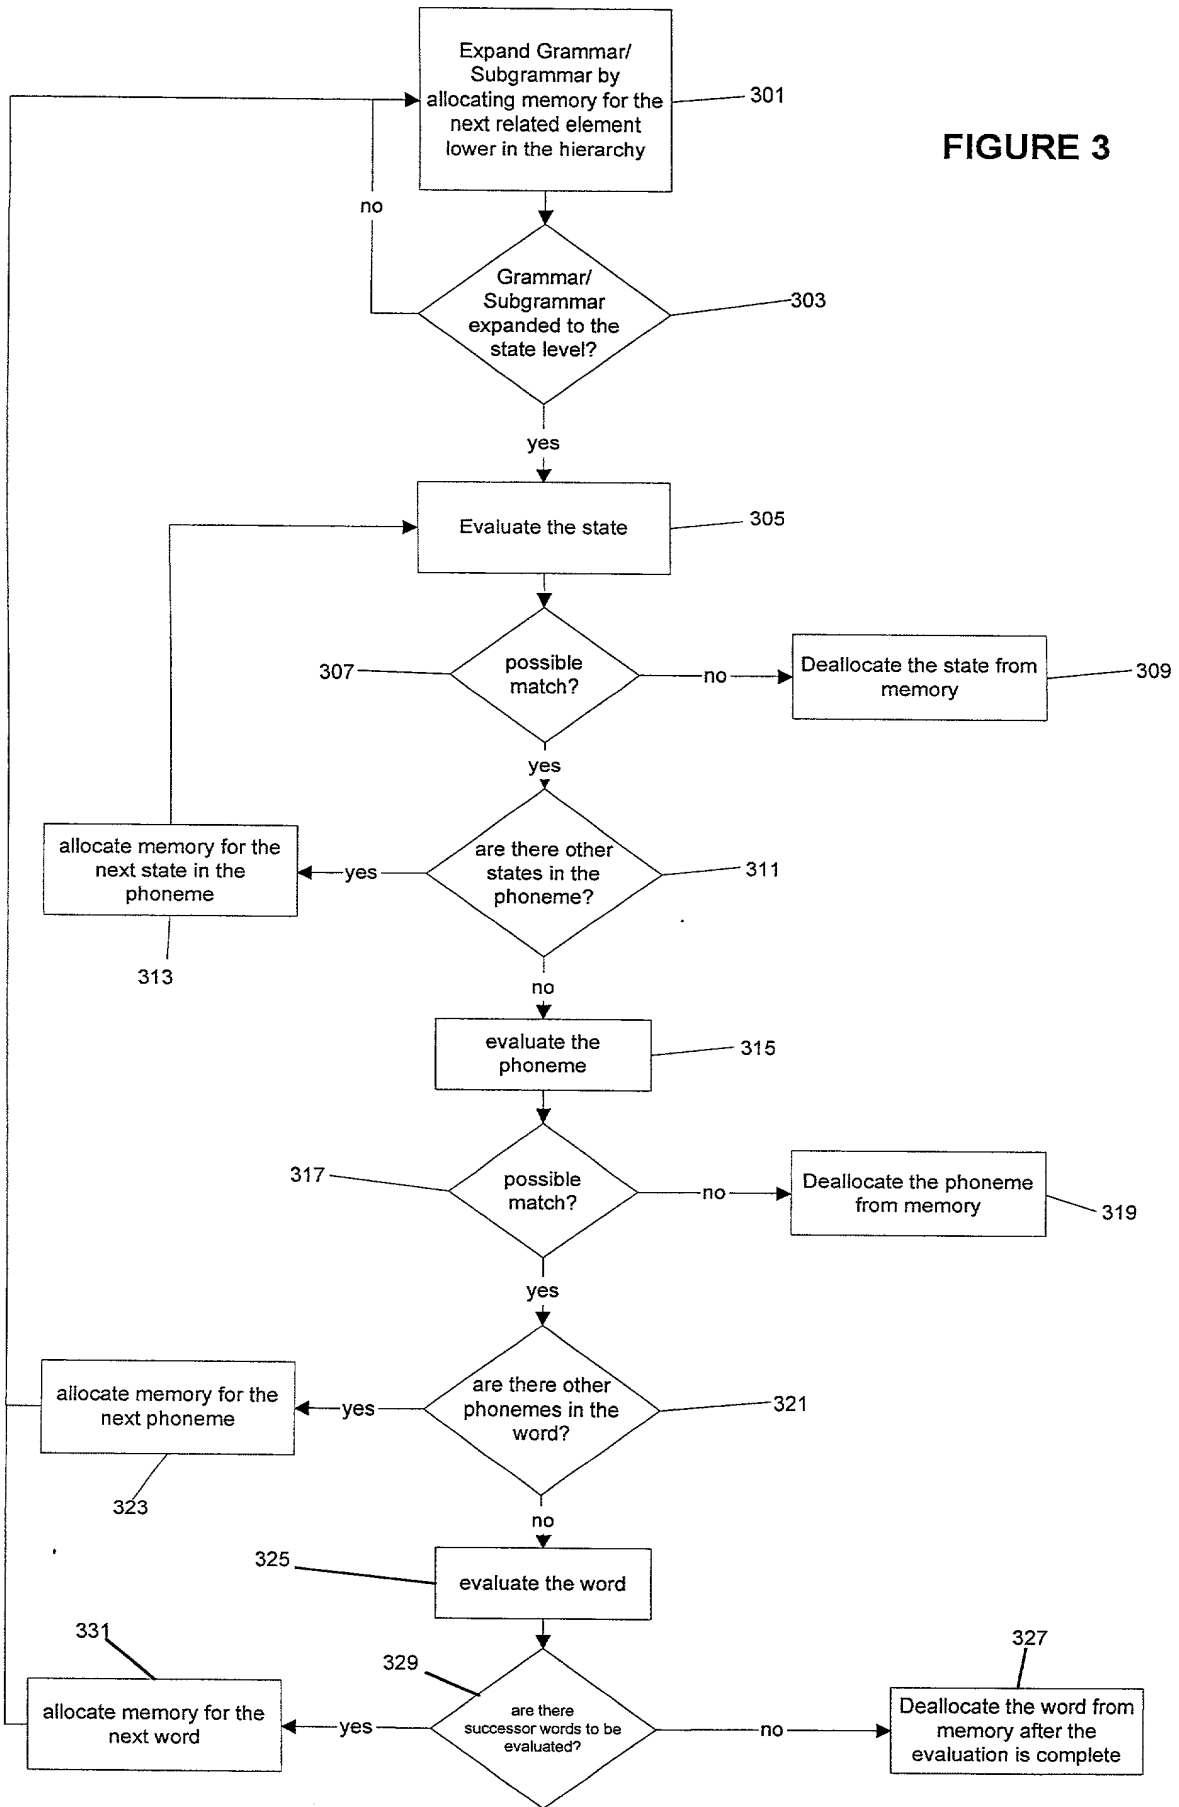 Expand Grammar/
Subgrammar by
allocating memory for the
next related element
lower in the hierarchy
301
FIGURE 3
no
Grammar/
Subgrammar
expanded to the
state level?
303
yes
Evaluate the state
305
307
possible
match?
no
Deallocate the state from
memory
309
yes
allocate memory for the
next state in the
phoneme
yes
are there other
states in the
phoneme?
311
313
no
evaluate the
phoneme
315
317
possible
match?
no
Deallocate the phoneme
from memory
319
yes
allocate memory for the
next phoneme
yes
are there other
phonemes in the
word?
321
323
no
325
evaluate the word
331
329
327
allocate memory for the
next word
yes
are there
successor words to be
evaluated?
no
Deallocate the word from
memory after the
evaluation is complete